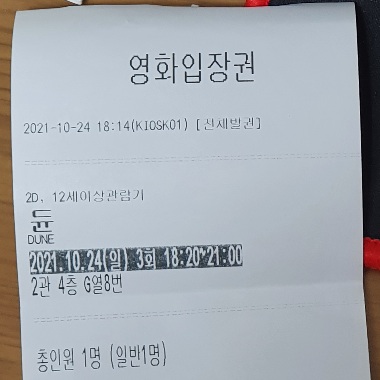 영화입장권
2021-10-24 18:14(KIOSK01) [신세발권]
2D, 12세이상관람가
듄
DUNE
2021.10.24(일) 3회 18:20~21:00
2관 4층 G열8번
총인원 1명 (일반1명)